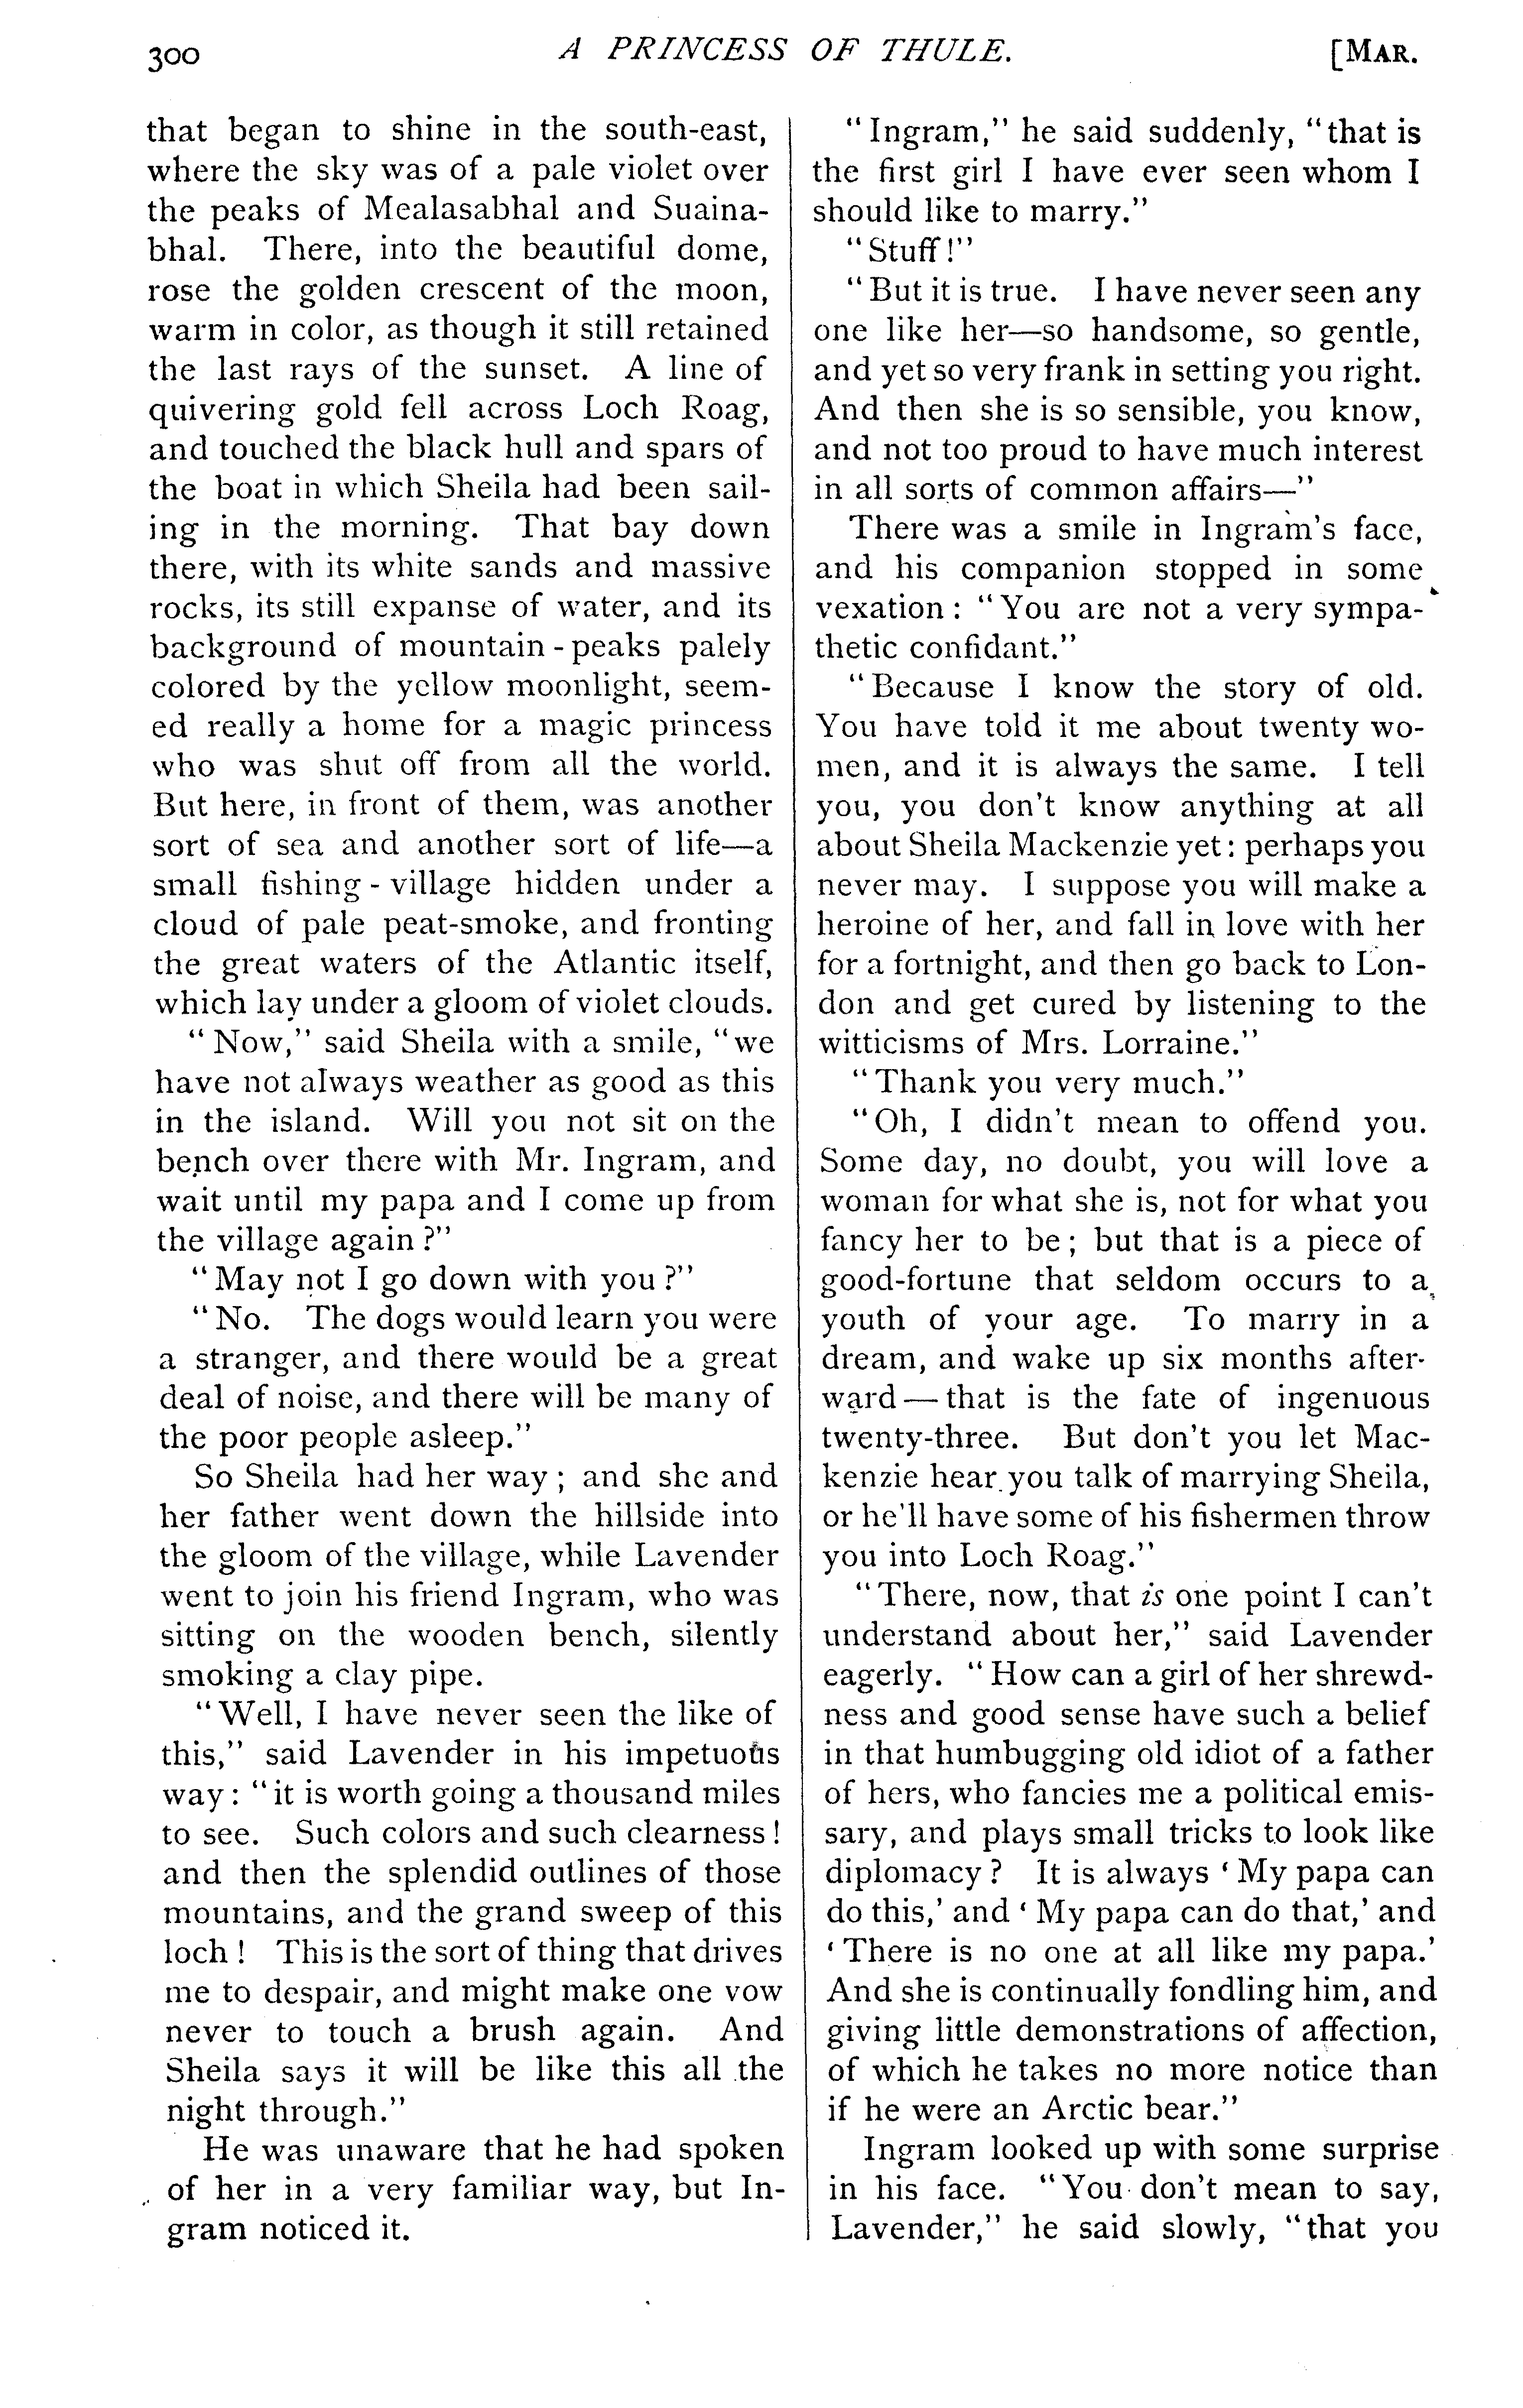 300
A PRINCESS OF THULE.
[MAR.
that began to shine in the south-east,
where the sky was of a pale violet over
the peaks of Mealasabhal and Suaina-
bhal. There, into the beautiful dome,
rose the golden crescent of the moon,
warm in color, as though it still retained
the last rays of the sunset. A line of
quivering gold fell across Loch Roag,
and touched the black hull and spars of
the boat in which Sheila had been sail-
ing in the morning. That bay down
there, with its white sands and massive
rocks, its still expanse of water, and its
background of mountain-peaks palely
colored by the yellow moonlight, seem-
ed really a home for a magic princess
who was shut off from all the world.
But here, in front of them, was another
sort of sea and another sort of life—a
small fishing-village hidden under a
cloud of pale peat-smoke, and fronting
the great waters of the Atlantic itself,
which lay under a gloom of violet clouds.
"Now," said Sheila with a smile, "we
have not always weather as good as this
in the island. Will you not sit on the
bench over there with Mr. Ingram, and
wait until my papa and I come up from
the village again?"
"May not I go down with you?"
"No. The dogs would learn you were
a stranger, and there would be a great
deal of noise, and there will be many of
the poor people asleep."
So Sheila had her way; and she and
her father went down the hillside into
the gloom of the village, while Lavender
went to join his friend Ingram, who was
sitting on the wooden bench, silently
smoking a clay pipe.
"Well, I have never seen the like of
this," said Lavender in his impetuous
way: "it is worth going a thousand miles
to see. Such colors and such clearness!
and then the splendid outlines of those
mountains, and the grand sweep of this
loch! This is the sort of thing that drives
me to despair, and might make one vow
never to touch a brush again. And
Sheila says it will be like this all the
night through."
He was unaware that he had spoken
of her in a very familiar way, but In-
gram noticed it.
"Ingram," he said suddenly, "that is
the first girl I have ever seen whom I
should like to marry."
"Stuff!"
"But it is true. I have never seen any
one like her—so handsome, so gentle,
and yet so very frank in setting you right.
And then she is so sensible, you know,
and not too proud to have much interest
in all sorts of common affairs—"
There was a smile in Ingram's face,
and his companion stopped in some
vexation: "You are not a very sympa-
thetic confidant."
"Because I know the story of old.
You have told it me about twenty wo-
men, and it is always the same. I tell
you, you don't know anything at all
about Sheila Mackenzie yet: perhaps you
never may. I suppose you will make a
heroine of her, and fall in love with her
for a fortnight, and then go back to Lon-
don and get cured by listening to the
witticisms of Mrs. Lorraine."
"Thank you very much."
"Oh, I didn't mean to offend you.
Some day, no doubt, you will love a
woman for what she is, not for what you
fancy her to be; but that is a piece of
good-fortune that seldom occurs to a
youth of your age. To marry in a
dream, and wake up six months after-
ward—that is the fate of ingenuous
twenty-three. But don't you let Mac-
kenzie hear you talk of marrying Sheila,
or he'll have some of his fishermen throw
you into Loch Roag."
"There, now, that is one point I can't
understand about her," said Lavender
eagerly. "How can a girl of her shrewd-
ness and good sense have such a belief
in that humbugging old idiot of a father
of hers, who fancies me a political emis-
sary, and plays small tricks to look like
diplomacy? It is always 'My papa can
do this,' and 'My papa can do that,' and
'There is no one at all like my papa.'
And she is continually fondling him, and
giving little demonstrations of affection,
of which he takes no more notice than
if he were an Arctic bear."
Ingram looked up with some surprise
in his face. "You don't mean to say,
Lavender," he said slowly, "that you